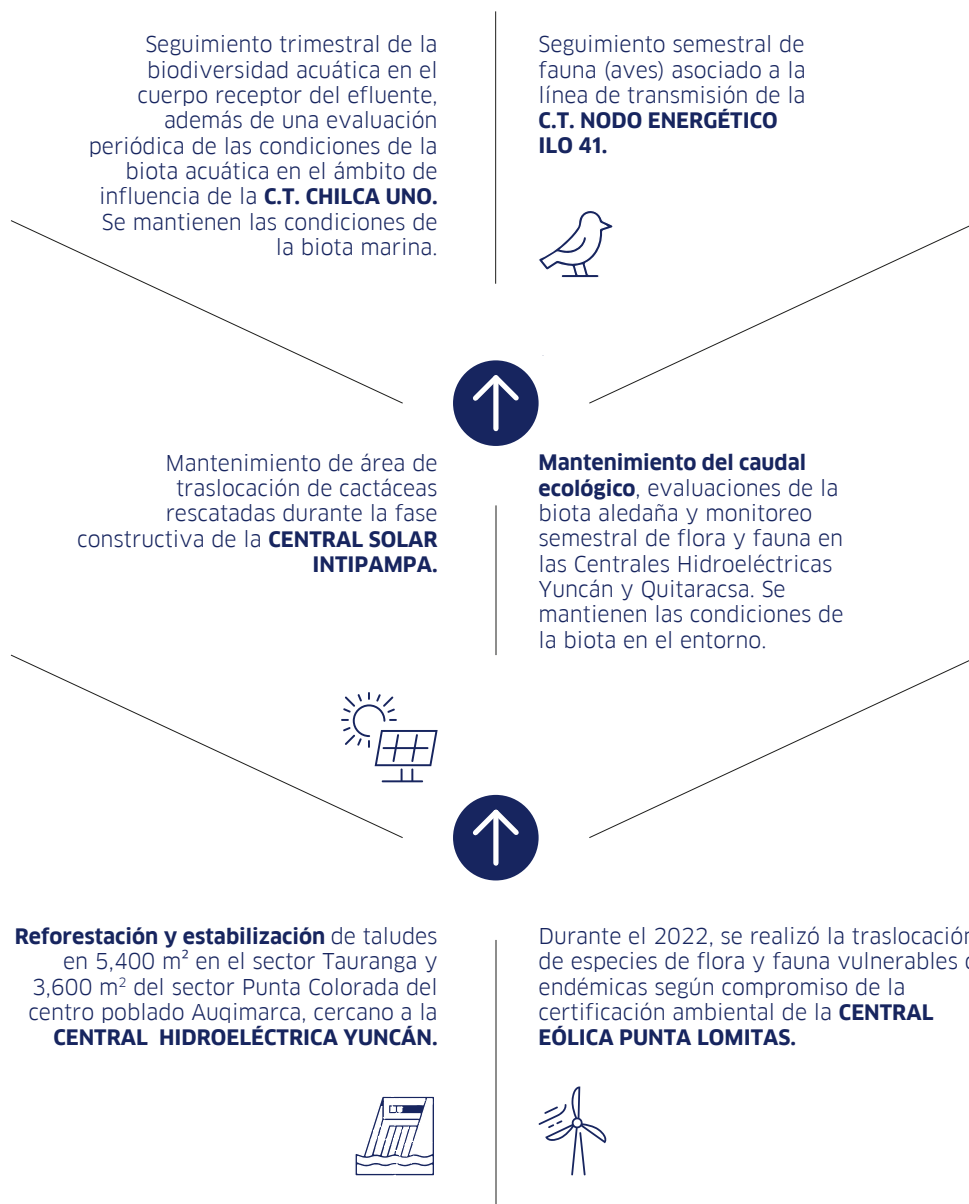 Seguimiento trimestral de la
biodiversidad acuática en el
cuerpo receptor del efluente,
además de una evaluación
periódica de las condiciones de la
biota acuática en el ámbito de
influencia de la C.T. CHILCA UNO.
Se mantienen las condiciones de
la biota marina.
Seguimiento semestral de
fauna (aves) asociado a la
línea de transmisión de la
C.T. NODO ENERGÉTICO
ILO 41.
Mantenimiento de área de
traslocación de cactáceas
rescatadas durante la fase
constructiva de la CENTRAL SOLAR
INTIPAMPA.
Mantenimiento del caudal
ecológico, evaluaciones de la
biota aledaña y monitoreo
semestral de flora y fauna en
las Centrales Hidroeléctricas
Yuncán y Quitaracsa. Se
mantienen las condiciones de
la biota en el entorno.
Reforestación y estabilización de taludes
en 5,400 m² en el sector Tauranga y
3,600 m² del sector Punta Colorada del
centro poblado Auqimarca, cercano a la
CENTRAL HIDROELÉCTRICA YUNCÁN.
Durante el 2022, se realizó la traslocación
de especies de flora y fauna vulnerables
endémicas según compromiso de la
certificación ambiental de la CENTRAL
EÓLICA PUNTA LOMITAS.